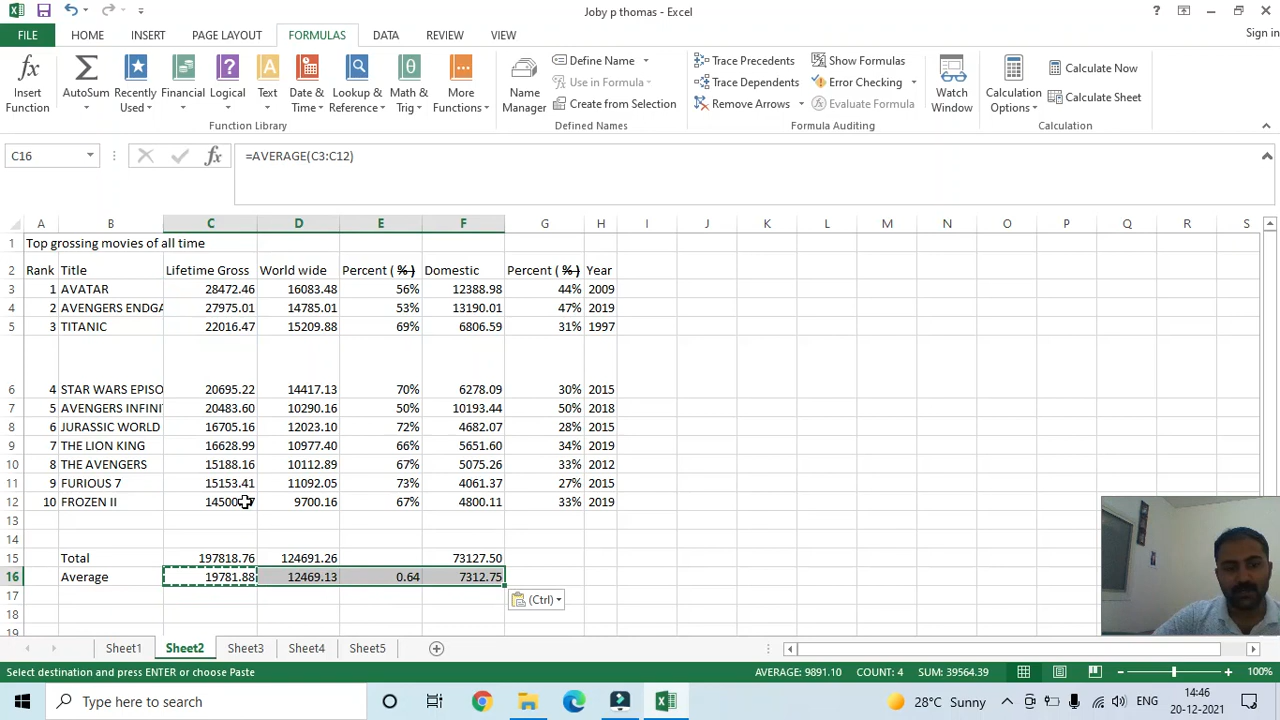 Joby p thomas - Excel
?
FILE HOME INSERT PAGE LAYOUT FORMULAS DATA REVIEW VIEW Sign in
fx Insert Function
Σ AutoSum
Recently Used
Financial
Logical
Text
Date & Time
Lookup & Reference
Math & Trig
More Functions
Function Library
Name Manager
Define Name
Use in Formula
Create from Selection
Defined Names
Trace Precedents
Trace Dependents
Remove Arrows
Show Formulas
Error Checking
Evaluate Formula
Formula Auditing
Watch Window
Calculation Options
Calculate Now
Calculate Sheet
Calculation
C16 fx =AVERAGE(C3:C12)
A B C D E F G H I J K L M N O P Q R S
1 Top grossing movies of all time
2 Rank Title Lifetime Gross World wide Percent ( % ) Domestic Percent ( % ) Year
3 1 AVATAR 28472.46 16083.48 56% 12388.98 44% 2009
4 2 AVENGERS ENDGA 27975.01 14785.01 53% 13190.01 47% 2019
5 3 TITANIC 22016.47 15209.88 69% 6806.59 31% 1997
6 4 STAR WARS EPISO 20695.22 14417.13 70% 6278.09 30% 2015
7 5 AVENGERS INFINI 20483.60 10290.16 50% 10193.44 50% 2018
8 6 JURASSIC WORLD 16705.16 12023.10 72% 4682.07 28% 2015
9 7 THE LION KING 16628.99 10977.40 66% 5651.60 34% 2019
10 8 THE AVENGERS 15188.16 10112.89 67% 5075.26 33% 2012
11 9 FURIOUS 7 15153.41 11092.05 73% 4061.37 27% 2015
12 10 FROZEN II 9700.16 67% 4800.11 33% 2019
13
14
15 Total 197818.76 124691.26 73127.50
16 Average 19781.88 12469.13 0.64 7312.75
17 (Ctrl)
18
19
Sheet1 Sheet2 Sheet3 Sheet4 Sheet5
Select destination and press ENTER or choose Paste AVERAGE: 9891.10 COUNT: 4 SUM: 39564.39 100%
Type here to search 28°C Sunny ENG 14:46
20-12-2021